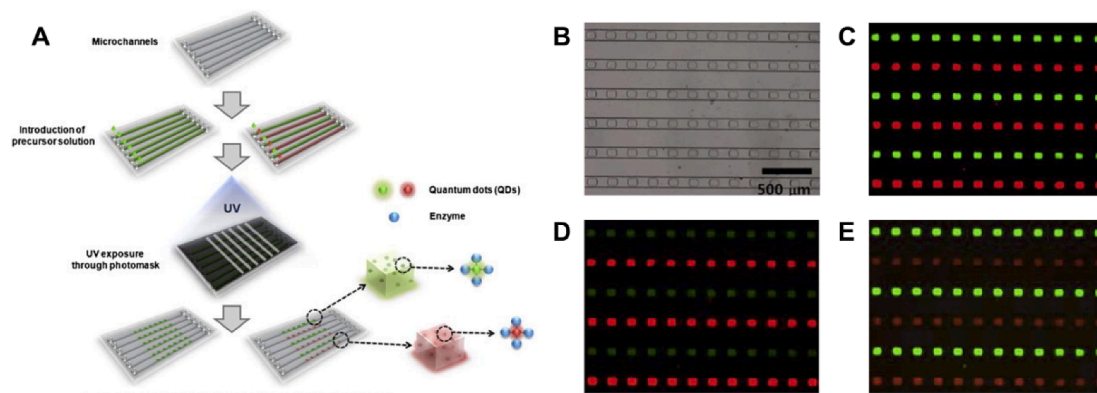 A
Microchannels
Introduction of
precursor solution
UV
UV exposure
through photomask
Quantum dots (QDs)
Enzyme
B
500 μm
C
D
E